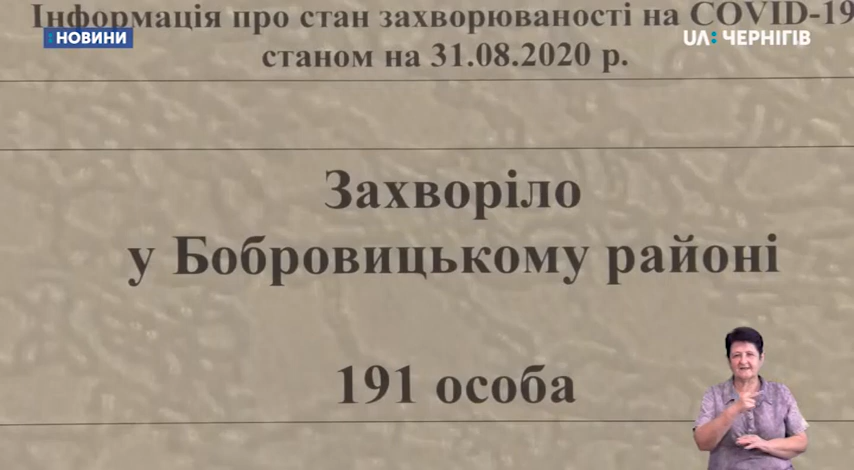 Інформація про стан захворюваності на COVID-19
:НОВИНИ
UA: ЧЕРНІГІВ
станом на 31.08.2020 р.
Захворіло
у Бобровицькому районі
191 особа